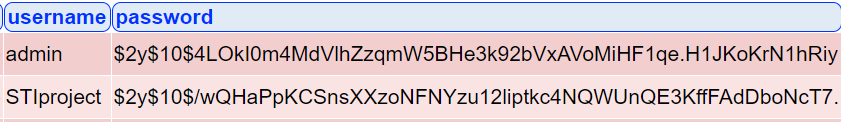 username password
admin $2y$10$4LOkI0m4MdVlhZzqmW5BHe3k92bVxAVoMiHF1qe.H1JKoKrN1hRiy
STIproject $2y$10$/wQHaPpKCSnsXXzoNFNYzu12liptkc4NQWUnQE3KffFAdDboNcT7.